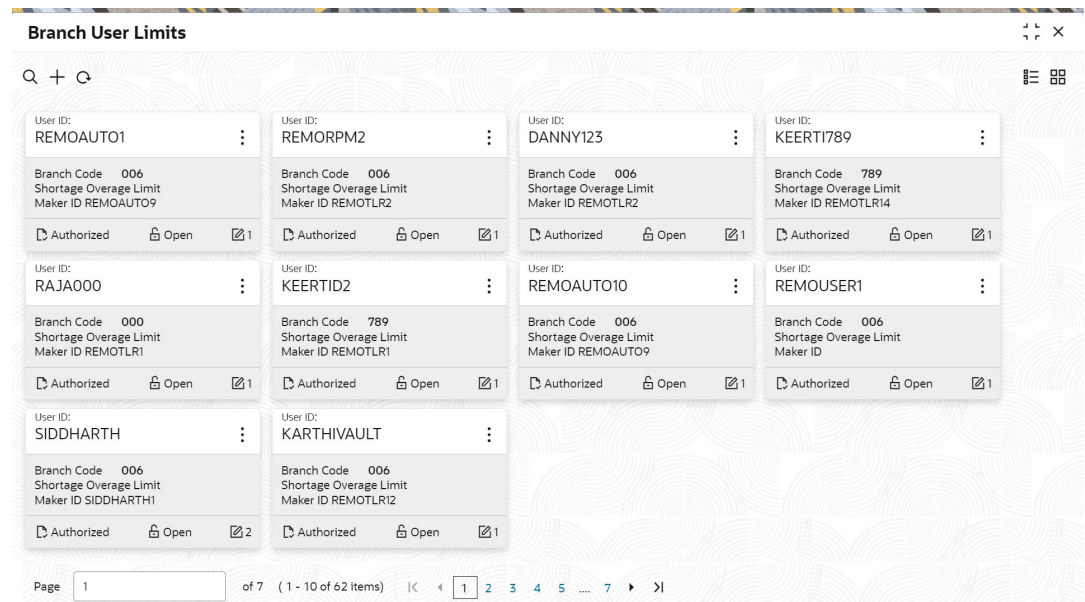 Branch User Limits
User ID:
REMOAUTO1
Branch Code 006
Shortage Overage Limit
Maker ID REMOAUTO9
Authorized Open 1
User ID:
REMORPM2
Branch Code 006
Shortage Overage Limit
Maker ID REMOTLR2
Authorized Open 1
User ID:
DANNY123
Branch Code 006
Shortage Overage Limit
Maker ID REMOTLR2
Authorized Open 1
User ID:
KEERTI789
Branch Code 789
Shortage Overage Limit
Maker ID REMOTLR14
Authorized Open 1
User ID:
RAJA000
Branch Code 000
Shortage Overage Limit
Maker ID REMOTLR1
Authorized Open 1
User ID:
KEERTID2
Branch Code 789
Shortage Overage Limit
Maker ID REMOTLR1
Authorized Open 1
User ID:
REMOAUTO10
Branch Code 006
Shortage Overage Limit
Maker ID REMOAUTO9
Authorized Open 1
User ID:
REMOUSER1
Branch Code 006
Shortage Overage Limit
Maker ID
Authorized Open 1
User ID:
SIDDHARTH
Branch Code 006
Shortage Overage Limit
Maker ID SIDDHARTH1
Authorized Open 2
User ID:
KARTHIVAULT
Branch Code 006
Shortage Overage Limit
Maker ID REMOTLR12
Authorized Open 1
Page 1 of 7 (1 - 10 of 62 items) 1 2 3 4 5 .... 7